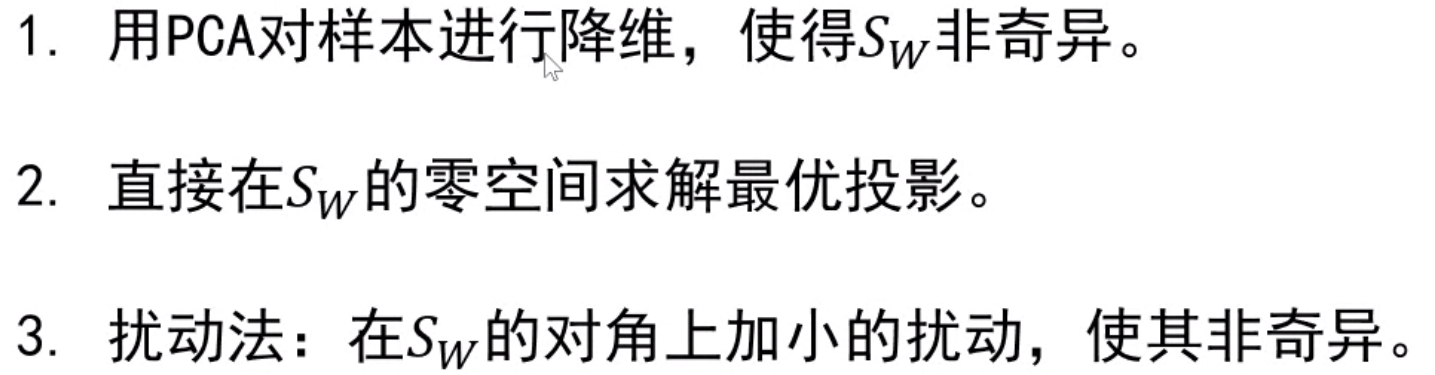 1. 用PCA对样本进行降维，使得S_W非奇异。
2. 直接在S_W的零空间求解最优投影。
3. 扰动法：在S_W的对角上加小的扰动，使其非奇异。